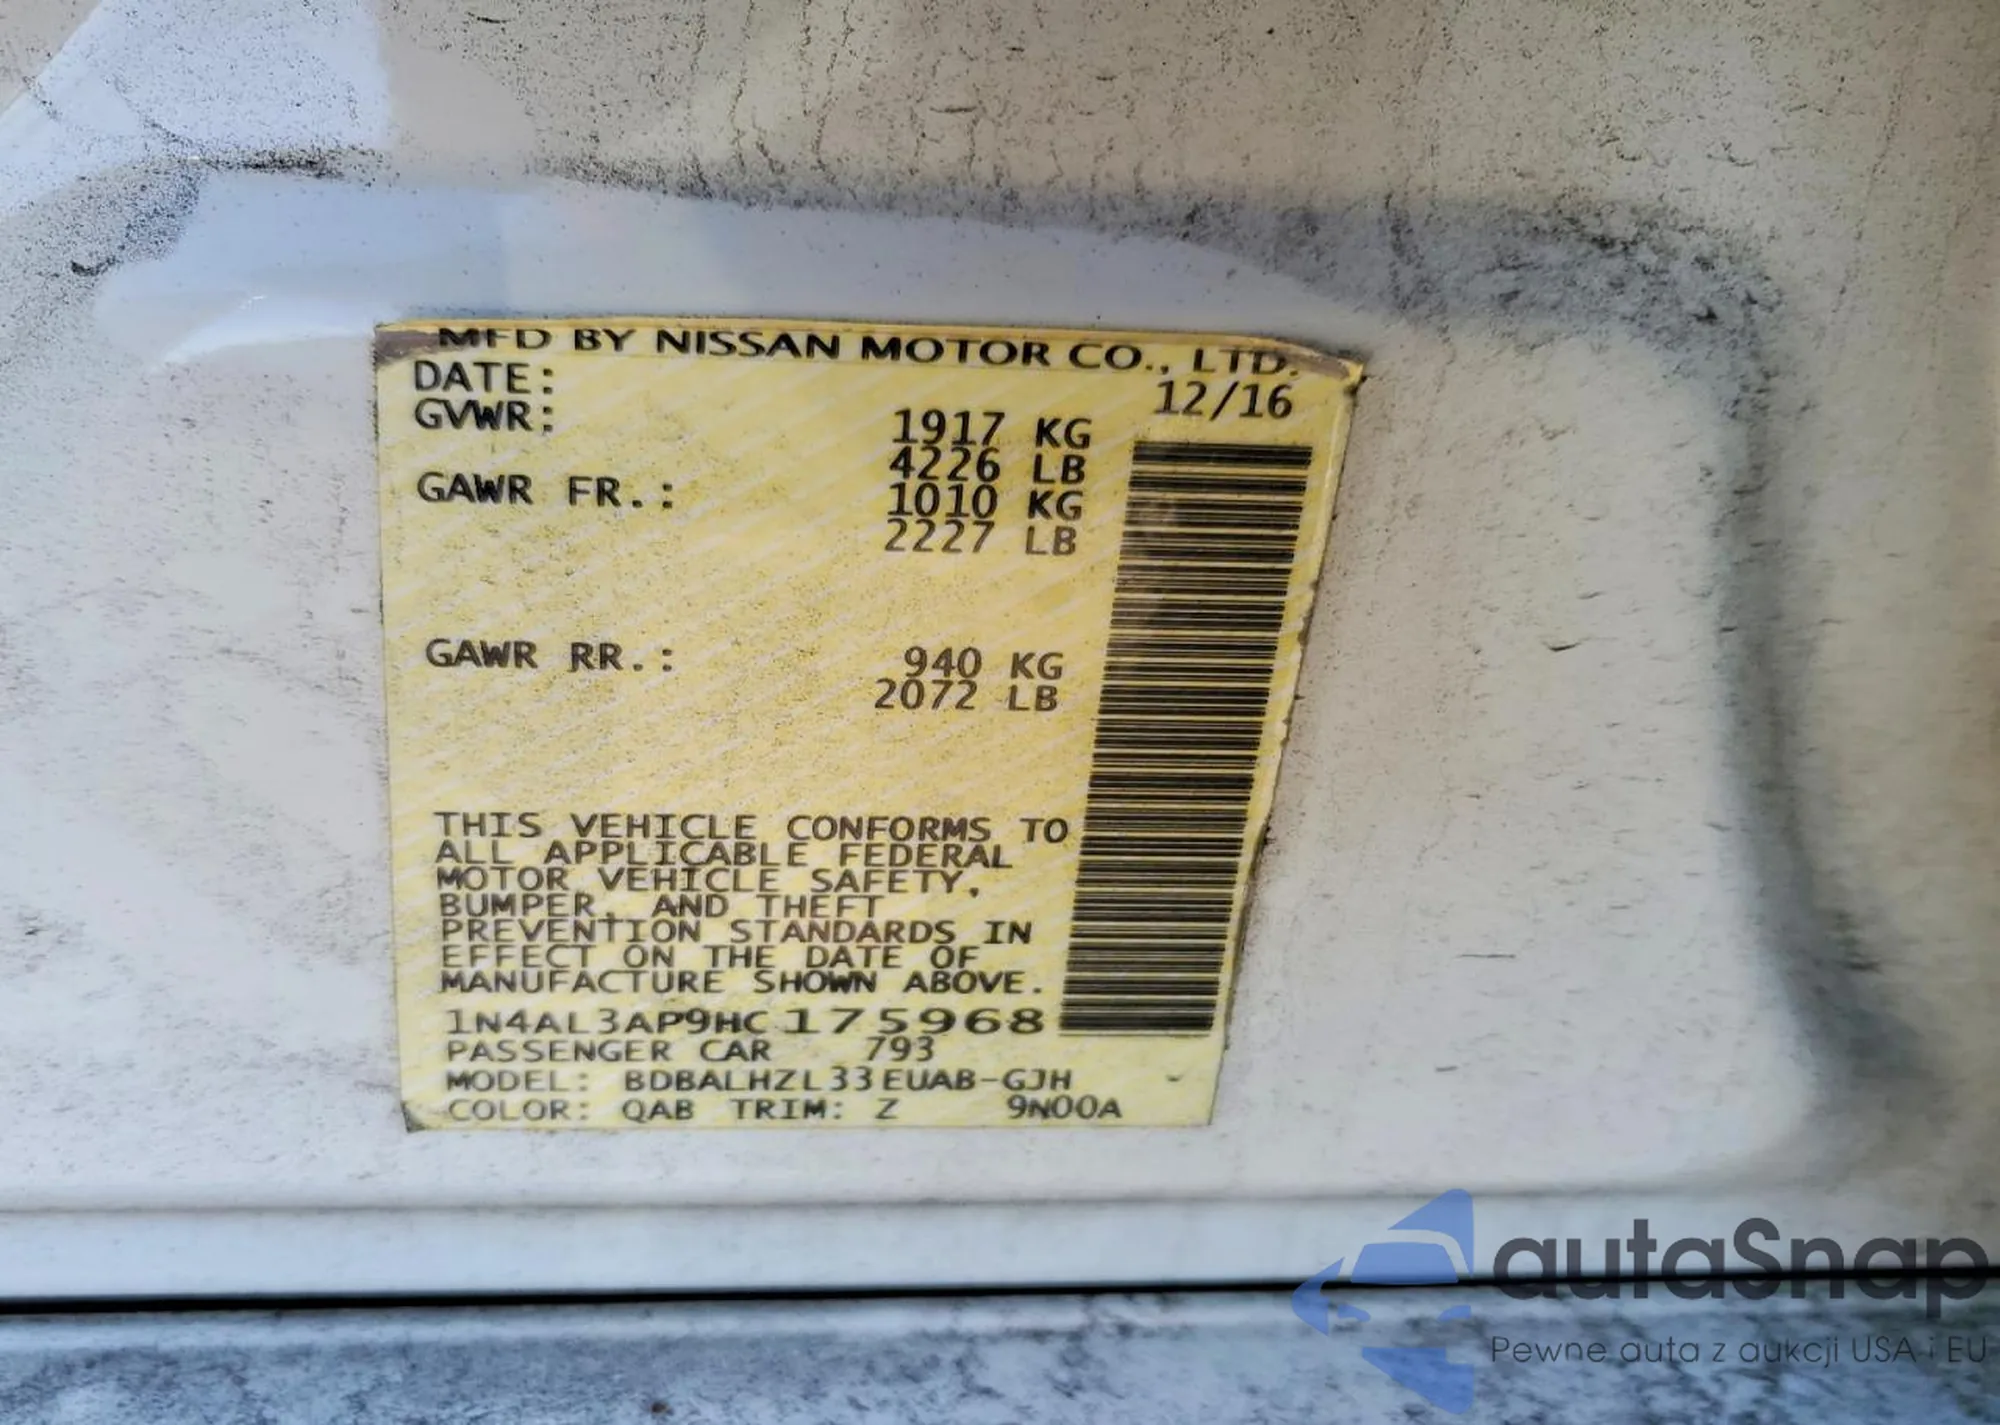 MFD BY NISSAN MOTOR CO., LTD.
DATE: 12/16
GVWR: 1917 KG
4226 LB
GAWR FR.: 1010 KG
2227 LB
GAWR RR.: 940 KG
2072 LB
THIS VEHICLE CONFORMS TO
ALL APPLICABLE FEDERAL
MOTOR VEHICLE SAFETY,
BUMPER, AND THEFT
PREVENTION STANDARDS IN
EFFECT ON THE DATE OF
MANUFACTURE SHOWN ABOVE.
1N4AL3AP9HC175968
PASSENGER CAR 793
MODEL: BDBALHZL33EUAB-GJH -
COLOR: QAB TRIM: Z 9N00A
autaSnap
Pewne auta z aukcji USA i EU